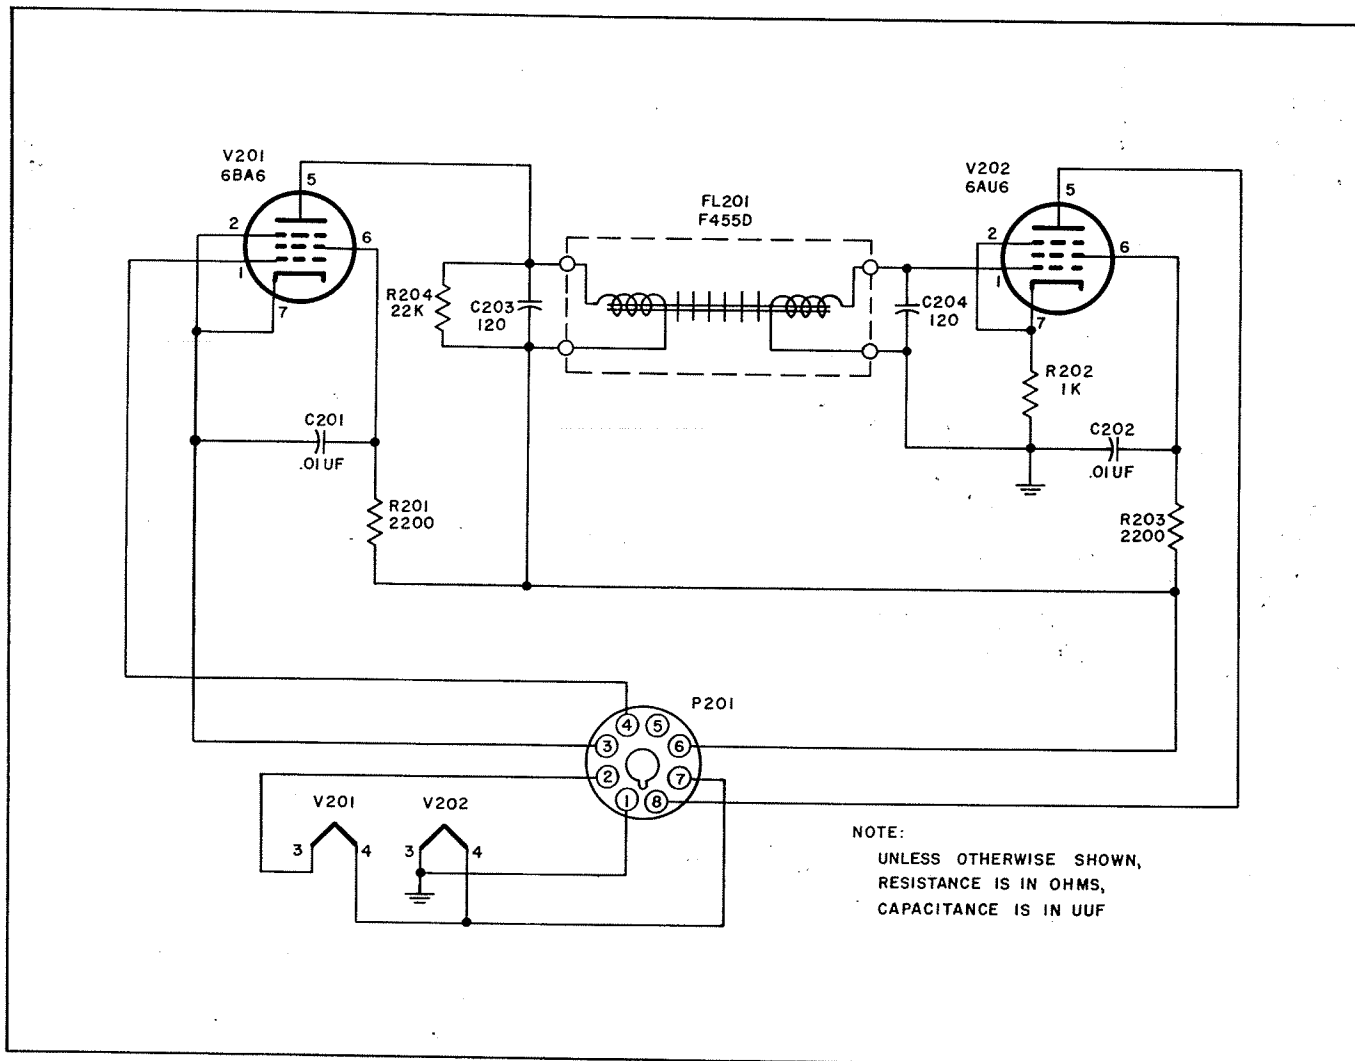 V201
6BA6
5
2
6
1
7
R204
22K
C203
120
FL201
F455D
C204
120
V202
6AU6
5
2
6
1
7
R202
1K
C201
.01UF
C202
.01UF
R201
2200
R203
2200
P201
4
5
3
6
2
7
1
8
V201
3
4
V202
3
4
NOTE:
UNLESS OTHERWISE SHOWN,
RESISTANCE IS IN OHMS,
CAPACITANCE IS IN UUF